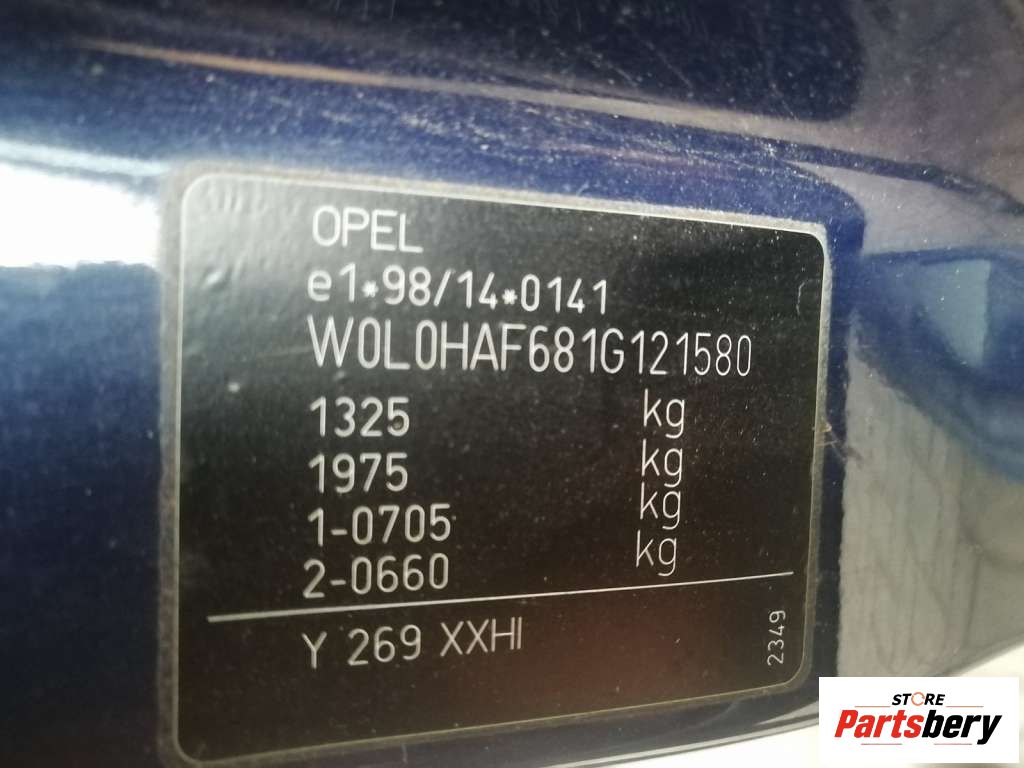 OPEL
e1*98/14*0141
W0L0HAF681G121580
1325 kg
1975 kg
1-0705 kg
2-0660 kg
Y 269 XXHI
2349
STORE
Partsbery